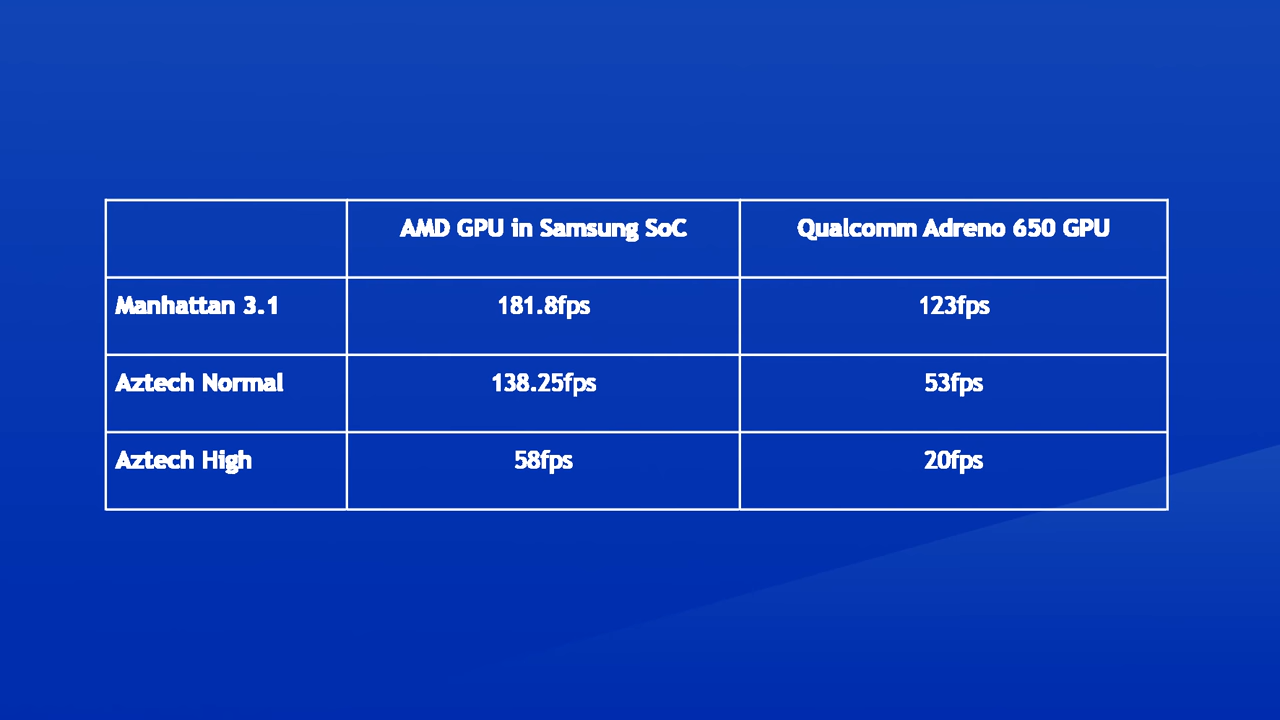 AMD GPU in Samsung SoC Qualcomm Adreno 650 GPU
Manhattan 3.1 181.8fps 123fps
Aztech Normal 138.25fps 53fps
Aztech High 58fps 20fps